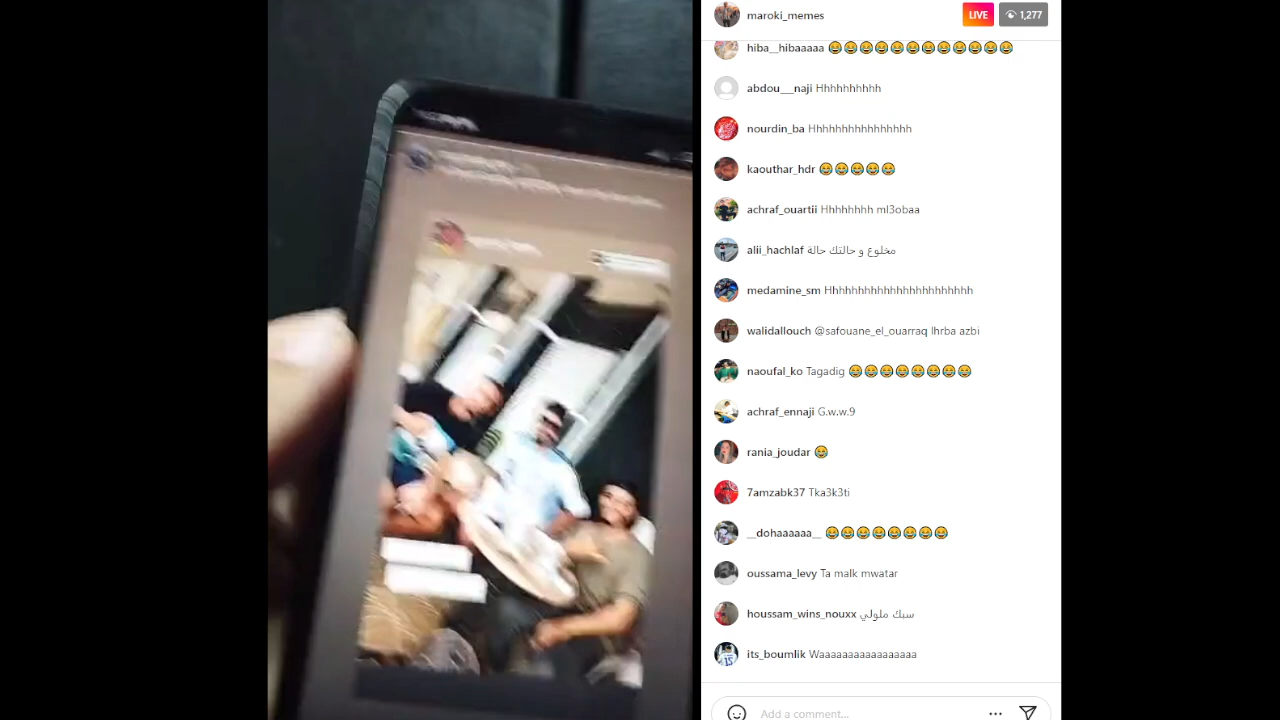 maroki_memes LIVE 1,277
hiba__hibaaaaa 😂😂😂😂😂😂😂😂😂😂😂😂
abdou___naji Hhhhhhhhhh
nourdin_ba Hhhhhhhhhhhhhhhh
kaouthar_hdr 😂😂😂😂😂
achraf_ouartii Hhhhhhhh ml3obaa
alii_hachlaf مخلوع و حالتك حالة
medamine_sm Hhhhhhhhhhhhhhhhhhhhhh
walidallouch @safouane_el_ouarraq lhrba azbi
naoufal_ko Tagadig 😂😂😂😂😂😂😂😂
achraf_ennaji G.w.w.9
rania_joudar 😂
7amzabk37 Tka3k3ti
__dohaaaaaa__ 😂😂😂😂😂😂😂😂
oussama_levy Ta malk mwatar
houssam_wins_nouxx سبك ملولي
15
its_boumlik Waaaaaaaaaaaaaaaaa
Add a comment...